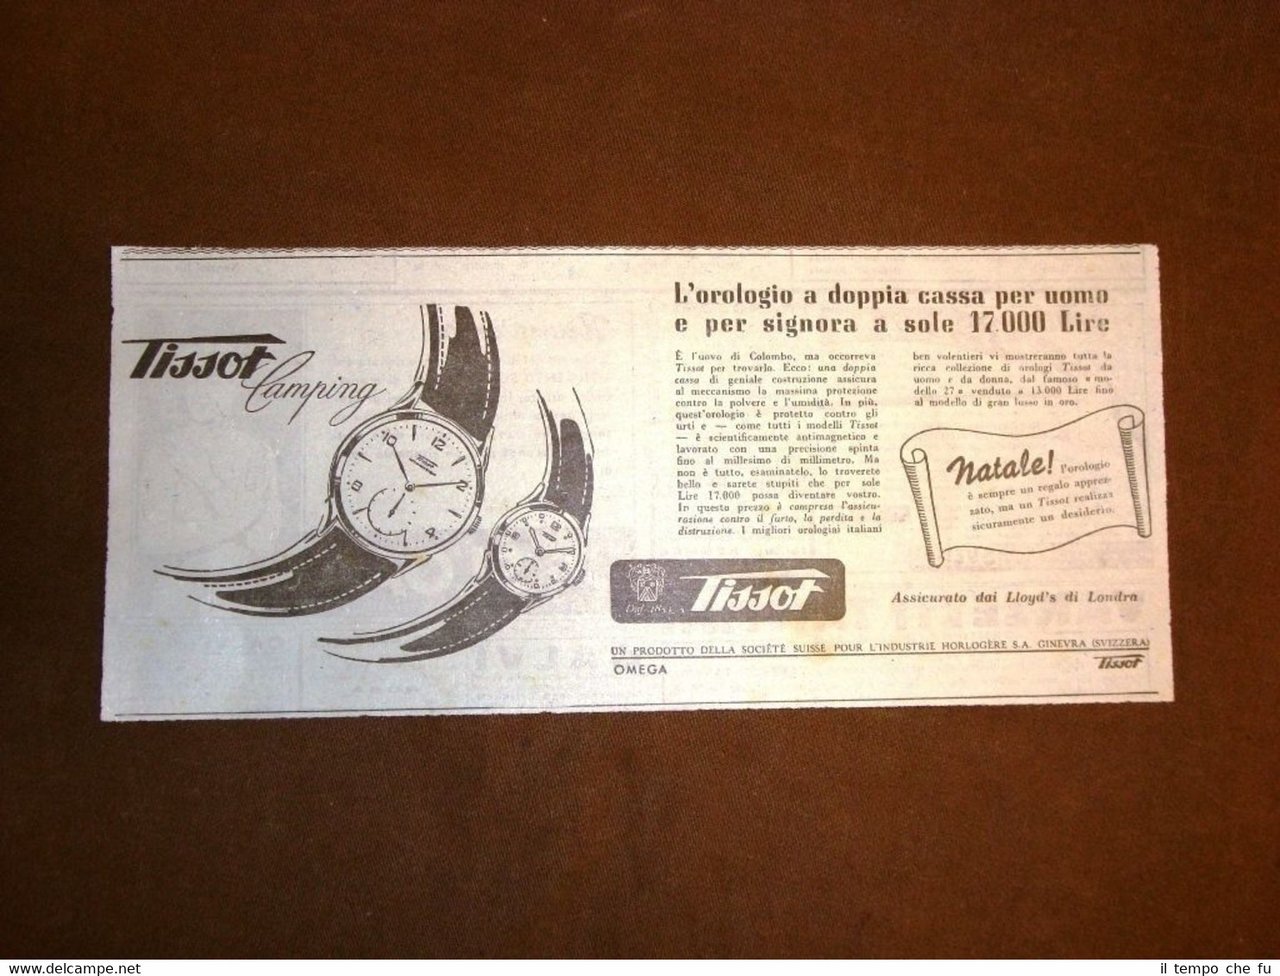 Tissot
Camping
L'orologio a doppia cassa per uomo
e per signora a sole 17.000 Lire
È l'uovo di Colombo, ma occorreva
Tissot per trovarlo. Ecco: una doppia
cassa di geniale costruzione assicura
al meccanismo la massima protezione
contro la polvere e l'umidità. In più,
quest'orologio è protetto contro gli
urti e — come tutti i modelli Tissot
— è scientificamente antimagnetico e
lavorato con una precisione spinta
fino al millesimo di millimetro. Ma
non è tutto, esaminatelo, lo troverete
bello e sarete stupiti che per sole
Lire 17.000 possa diventare vostro.
In questo prezzo è compresa l'assicu-
razione contro il furto, la perdita e la
distruzione. I migliori orologiai italiani
ben volentieri vi mostreranno tutta la
ricca collezione di orologi Tissot da
uomo e da donna, dal famoso « mo-
dello 27 » venduto a 13.000 Lire fino
al modello di gran lusso in oro.
Natale! l'orologio
è sempre un regalo apprez-
zato, ma un Tissot realizza
sicuramente un desiderio.
Tissot
Assicurato dai Lloyd's di Londra
UN PRODOTTO DELLA SOCIÉTÉ SUISSE POUR L'INDUSTRIE HORLOGÈRE S.A. GINEVRA (SVIZZERA)
OMEGA
Tissot
www.delcampe.net
il tempo che fu